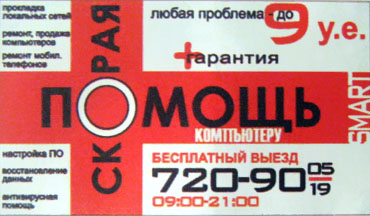 прокладка
локальных сетей
ремонт, продажа
компьютеров
ремонт мобил.
телефонов
любая проблема - до 9 у.е.
+гарантия
СКОРАЯ
ПОМОЩЬ
КОМПЪЮТЕРУ
SMART
настройка ПО
восстановление
данных
антивирусная
помощь
БЕСПЛАТНЫЙ ВЫЕЗД
720-90 05
19
09:00-21:00